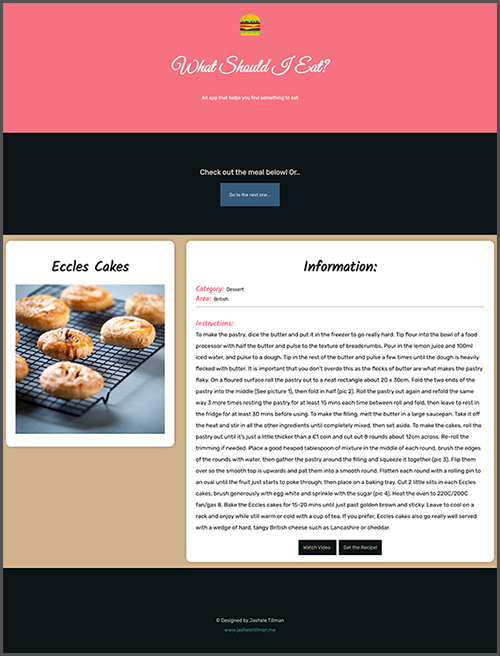 What Should I Eat?
An app that helps you find something to eat
Check out the meal below! Or..
Go to the next one...
Eccles Cakes
Information:
Category: Dessert
Area: British
Instructions:
To make the pastry, dice the butter and put it in the freezer to go really hard. Tip flour into the bowl of a food
processor with half the butter and pulse to the texture of breadcrumbs. Pour in the lemon juice and 100ml
iced water, and pulse to a dough. Tip in the rest of the butter and pulse a few times until the dough is heavily
flecked with butter. It is important that you don't overdo this as the flecks of butter are what makes the pastry
flaky. On a floured surface roll the pastry out to a neat rectangle about 20 x 30cm. Fold the two ends of the
pastry into the middle (See picture 1), then fold in half (pic 2). Roll the pastry out again and refold the same
way 3 more times resting the pastry for at least 15 mins each time between roll and fold, then leave to rest in
the fridge for at least 30 mins before using. To make the filling, melt the butter in a large saucepan. Take it off
the heat and stir in all the other ingredients until completely mixed, then set aside. To make the cakes, roll the
pastry out until it's just a little thicker than a £1 coin and cut out 8 rounds about 12cm across. Re-roll the
trimming if needed. Place a good heaped tablespoon of mixture in the middle of each round, brush the edges
of the rounds with water, then gather the pastry around the filling and squeeze it together (pic 3). Flip them
over so the smooth top is upwards and pat them into a smooth round. Flatten each round with a rolling pin to
an oval until the fruit just starts to poke through, then place on a baking tray. Cut 2 little slits in each Eccles
cakes, brush generously with egg white and sprinkle with the sugar (pic 4). Heat the oven to 220C/200C
fan/gas 8. Bake the Eccles cakes for 15-20 mins until just past golden brown and sticky. Leave to cool on a
rack and enjoy while still warm or cold with a cup of tea. If you prefer, Eccles cakes also go really well served
with a wedge of hard, tangy British cheese such as Lancashire or cheddar.
Watch Video
Get the Recipe!
© Designed by Jashele Tillman
www.jasheletillman.me